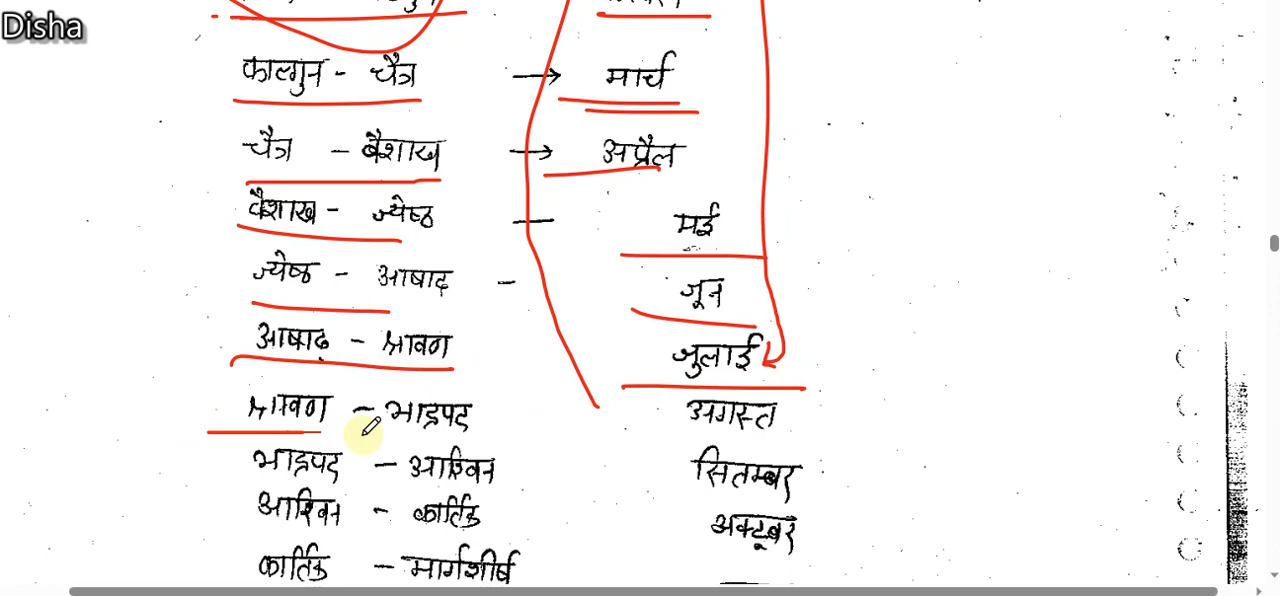 Disha
फाल्गुन - चैत्र → मार्च
चैत्र - बैशाख → अप्रैल
वैशाख - ज्येष्ठ - मई
ज्येष्ठ - आषाढ़ - जून
आषाढ़ - श्रावण जुलाई
श्रावण - भाद्रपद अगस्त
भाद्रपद - आश्विन सितम्बर
आश्विन - कार्तिक अक्टूबर
कार्तिक - मार्गशीर्ष